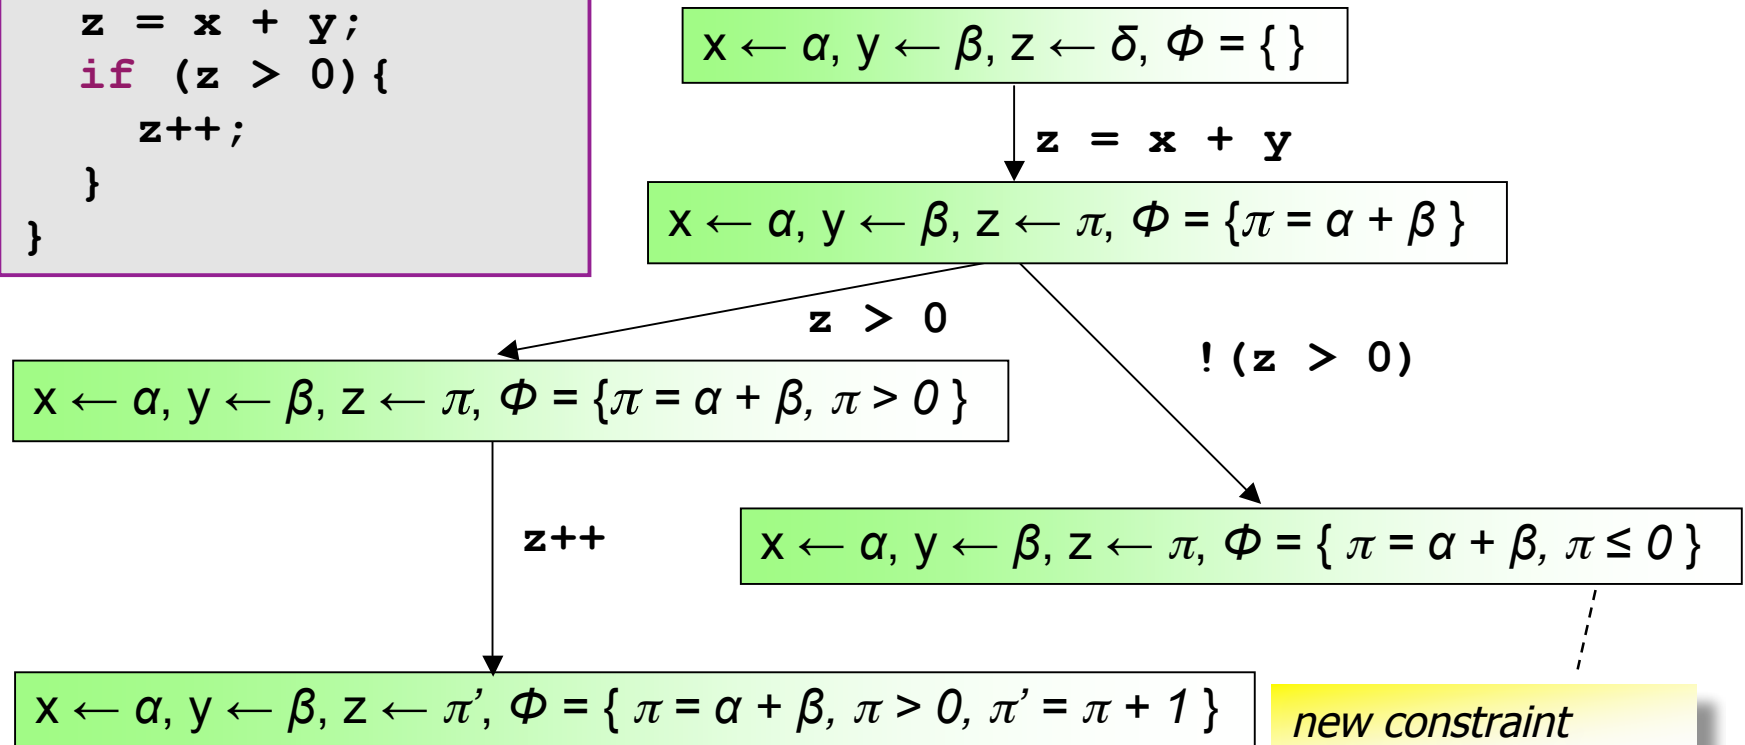 z = x + y;
if (z > 0){
z++;
}
}
x ← α, y ← β, z ← δ, Φ = { }
z = x + y
x ← α, y ← β, z ← π, Φ = {π = α + β }
z > 0
!(z > 0)
x ← α, y ← β, z ← π, Φ = {π = α + β, π > 0 }
z++
x ← α, y ← β, z ← π, Φ = { π = α + β, π ≤ 0 }
x ← α, y ← β, z ← π’, Φ = { π = α + β, π > 0, π’ = π + 1 }
new constraint